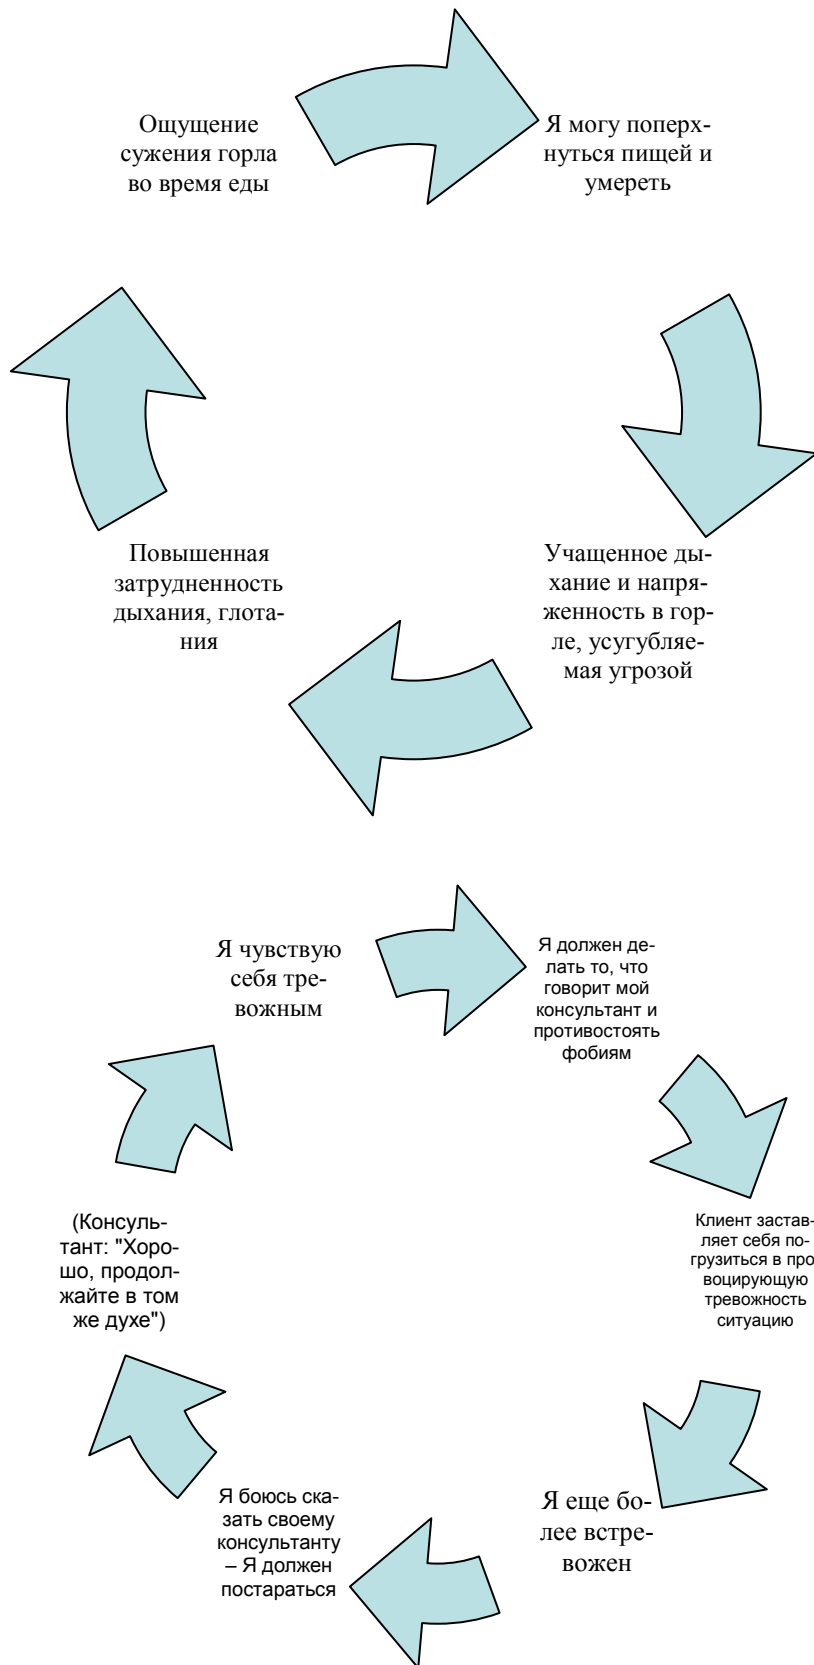 Ощущение
сужения горла
во время еды
Я могу поперх-
нуться пищей и
умереть
Учащенное ды-
хание и напря-
женность в гор-
ле, усугубляе-
мая угрозой
Повышенная
затрудненность
дыхания, глота-
ния
Я чувствую
себя тре-
вожным
Я должен де-
лать то, что
говорит мой
консультант и
противостоять
фобиям
Клиент застав-
ляет себя по-
грузиться в про-
воцирующую
тревожность
ситуацию
Я еще бо-
лее встре-
вожен
Я боюсь ска-
зать своему
консультанту
– Я должен
постараться
(Консуль-
тант: "Хоро-
шо, продол-
жайте в том
же духе")